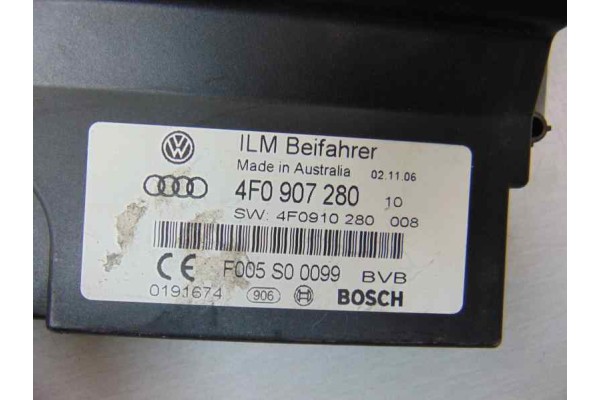 ILM Beifahrer
Made in Australia 02.11.06
4F0 907 280 10
SW: 4F0910 280 008
CE F005 S0 0099 BVB
0191674 906 BOSCH